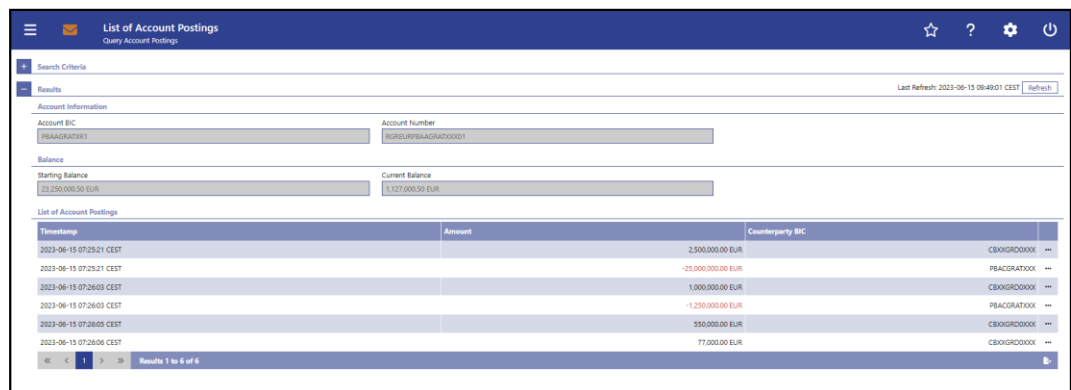 List of Account Postings
Query Account Postings
Search Criteria
Results
Last Refresh: 2023-06-15 09:49:01 CEST Refresh
Account Information
Account BIC Account Number
PBAAGRATXR1 RGREURPBAAGRATXXX01
Balance
Starting Balance Current Balance
23,250,000.50 EUR 1,127,000.50 EUR
List of Account Postings
Timestamp Amount Counterparty BIC
2023-06-15 07:25:21 CEST 2,500,000.00 EUR CBXXGRD0XXX
2023-06-15 07:25:21 CEST -25,000,000.00 EUR PBACGRATXXX
2023-06-15 07:26:03 CEST 1,000,000.00 EUR CBXXGRD0XXX
2023-06-15 07:26:03 CEST -1,250,000.00 EUR PBACGRATXXX
2023-06-15 07:26:05 CEST 550,000.00 EUR CBXXGRD0XXX
2023-06-15 07:26:06 CEST 77,000.00 EUR CBXXGRD0XXX
1 Results 1 to 6 of 6